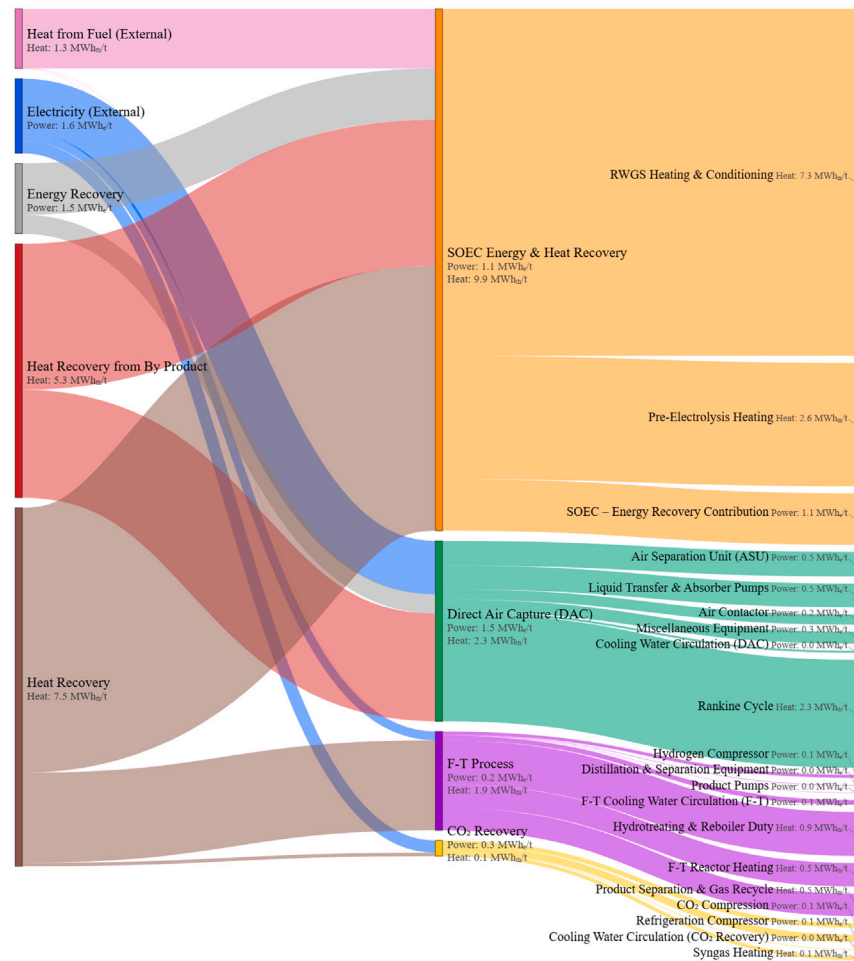 Heat from Fuel (External)
Heat: 1.3 MWhₜₕ/t
Electricity (External)
Power: 1.6 MWhₑ/t
Energy Recovery
Power: 1.5 MWhₑ/t
Heat Recovery from By Product
Heat: 5.3 MWhₜₕ/t
Heat Recovery
Heat: 7.5 MWhₜₕ/t
SOEC Energy & Heat Recovery
Power: 1.1 MWhₑ/t
Heat: 9.9 MWhₜₕ/t
Direct Air Capture (DAC)
Power: 1.5 MWhₑ/t
Heat: 2.3 MWhₜₕ/t
F-T Process
Power: 0.2 MWhₑ/t
Heat: 1.9 MWhₜₕ/t
CO₂ Recovery
Power: 0.3 MWhₑ/t
Heat: 0.1 MWhₜₕ/t
RWGS Heating & Conditioning Heat: 7.3 MWhₜₕ/t
Pre-Electrolysis Heating Heat: 2.6 MWhₜₕ/t
SOEC – Energy Recovery Contribution Power: 1.1 MWhₑ/t
Air Separation Unit (ASU) Power: 0.5 MWhₑ/t
Liquid Transfer & Absorber Pumps Power: 0.5 MWhₑ/t
Air Contactor Power: 0.2 MWhₑ/t
Miscellaneous Equipment Power: 0.3 MWhₑ/t
Cooling Water Circulation (DAC) Power: 0.0 MWhₑ/t
Rankine Cycle Heat: 2.3 MWhₜₕ/t
Hydrogen Compressor Power: 0.1 MWhₑ/t
Distillation & Separation Equipment Power: 0.0 MWhₑ/t
Product Pumps Power: 0.0 MWhₑ/t
F-T Cooling Water Circulation (F-T) Power: 0.1 MWhₑ/t
Hydrotreating & Reboiler Duty Heat: 0.9 MWhₜₕ/t
F-T Reactor Heating Heat: 0.5 MWhₜₕ/t
Product Separation & Gas Recycle Heat: 0.5 MWhₜₕ/t
CO₂ Compression Power: 0.1 MWhₑ/t
Refrigeration Compressor Power: 0.1 MWhₑ/t
Cooling Water Circulation (CO₂ Recovery) Power: 0.0 MWhₑ/t
Syngas Heating Heat: 0.1 MWhₜₕ/t